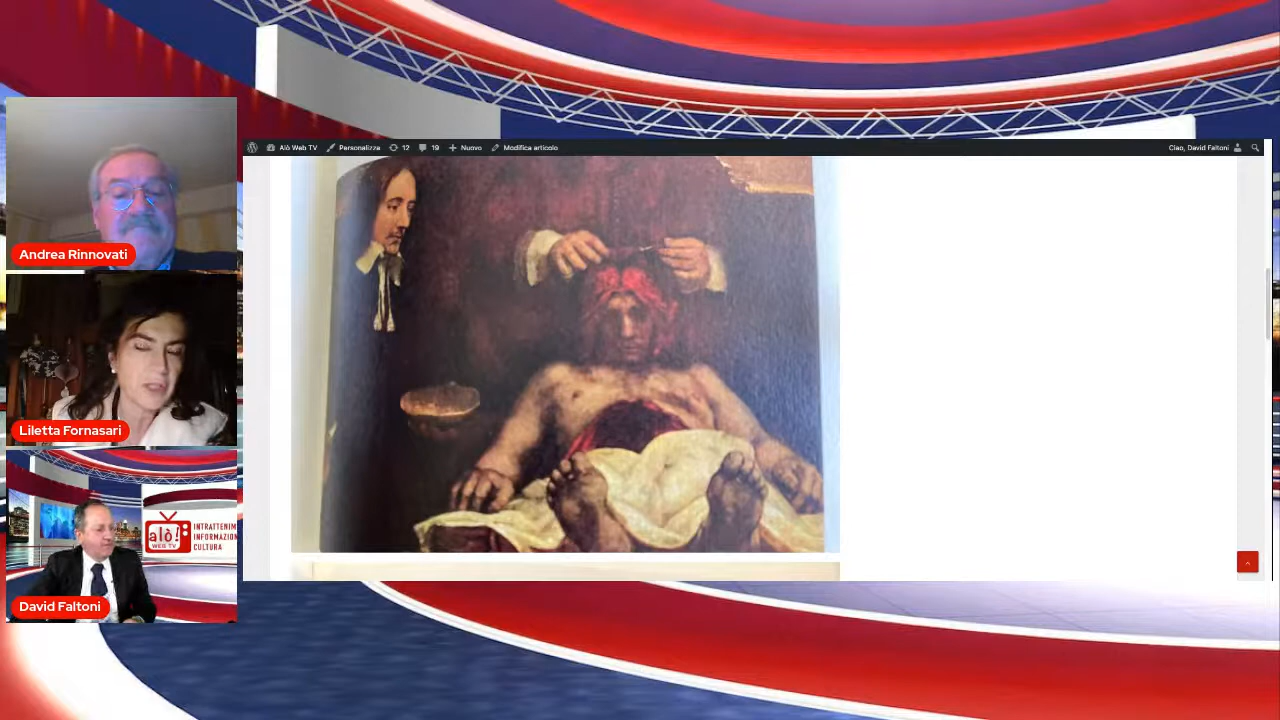 Alò Web TV Personalizza 12 19 Nuovo Modifica articolo Ciao, David Faltoni
Andrea Rinnovati
Liletta Fornasari
alò!
WEB TV
INTRATTENIM
INFORMAZION
CULTURA
David Faltoni